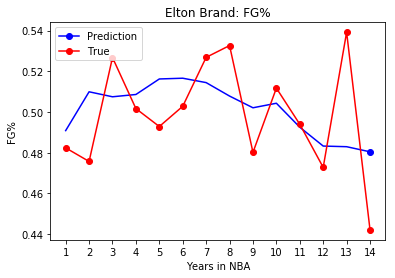 Elton Brand: FG%
Prediction
True
FG%
0.54
0.52
0.50
0.48
0.46
0.44
1 2 3 4 5 6 7 8 9 10 11 12 13 14
Years in NBA